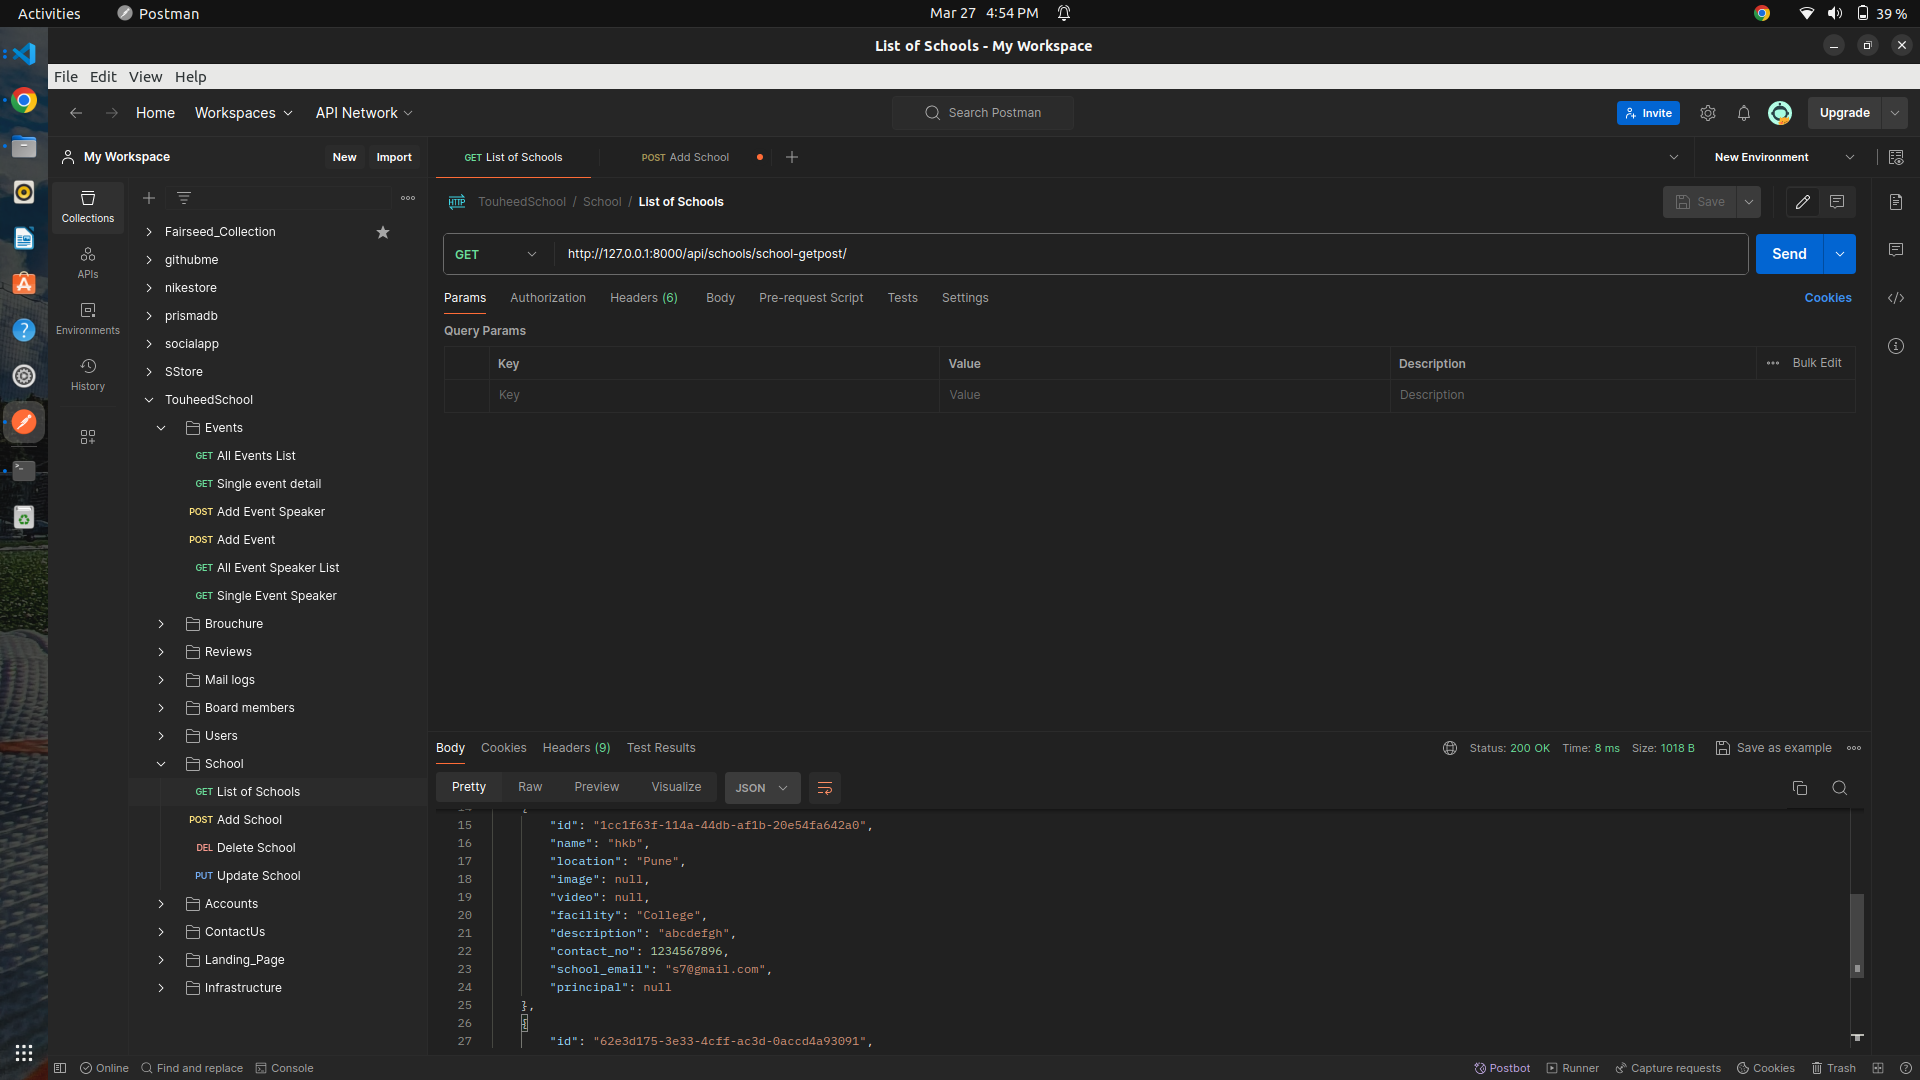 Activities Postman Mar 27 4:54 PM 39 %
List of Schools - My Workspace
File Edit View Help
Home Workspaces API Network Search Postman Invite Upgrade
My Workspace New Import GET List of Schools POST Add School New Environment
Collections
APIs
Environments
History
Fairseed_Collection
githubme
nikestore
prismadb
socialapp
SStore
TouheedSchool
Events
GET All Events List
GET Single event detail
POST Add Event Speaker
POST Add Event
GET All Event Speaker List
GET Single Event Speaker
Brouchure
Reviews
Mail logs
Board members
Users
School
GET List of Schools
POST Add School
DEL Delete School
PUT Update School
Accounts
ContactUs
Landing_Page
Infrastructure
HTTP TouheedSchool / School / List of Schools Save
GET http://127.0.0.1:8000/api/schools/school-getpost/ Send
Params Authorization Headers (6) Body Pre-request Script Tests Settings Cookies
Query Params
Key Value Description Bulk Edit
Key Value Description
Body Cookies Headers (9) Test Results Status: 200 OK Time: 8 ms Size: 1018 B Save as example
Pretty Raw Preview Visualize JSON
15 "id": "1cc1f63f-114a-44db-af1b-20e54fa642a0",
16 "name": "hkb",
17 "location": "Pune",
18 "image": null,
19 "video": null,
20 "facility": "College",
21 "description": "abcdefgh",
22 "contact_no": 1234567896,
23 "school_email": "s7@gmail.com",
24 "principal": null
25 },
26 {
27 "id": "62e3d175-3e33-4cff-ac3d-0accd4a93091",
Online Find and replace Console Postbot Runner Capture requests Cookies Trash